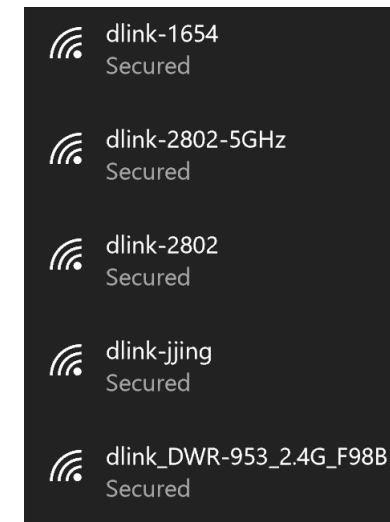 dlink-1654
Secured
dlink-2802-5GHz
Secured
dlink-2802
Secured
dlink-jjing
Secured
dlink_DWR-953_2.4G_F98B
Secured